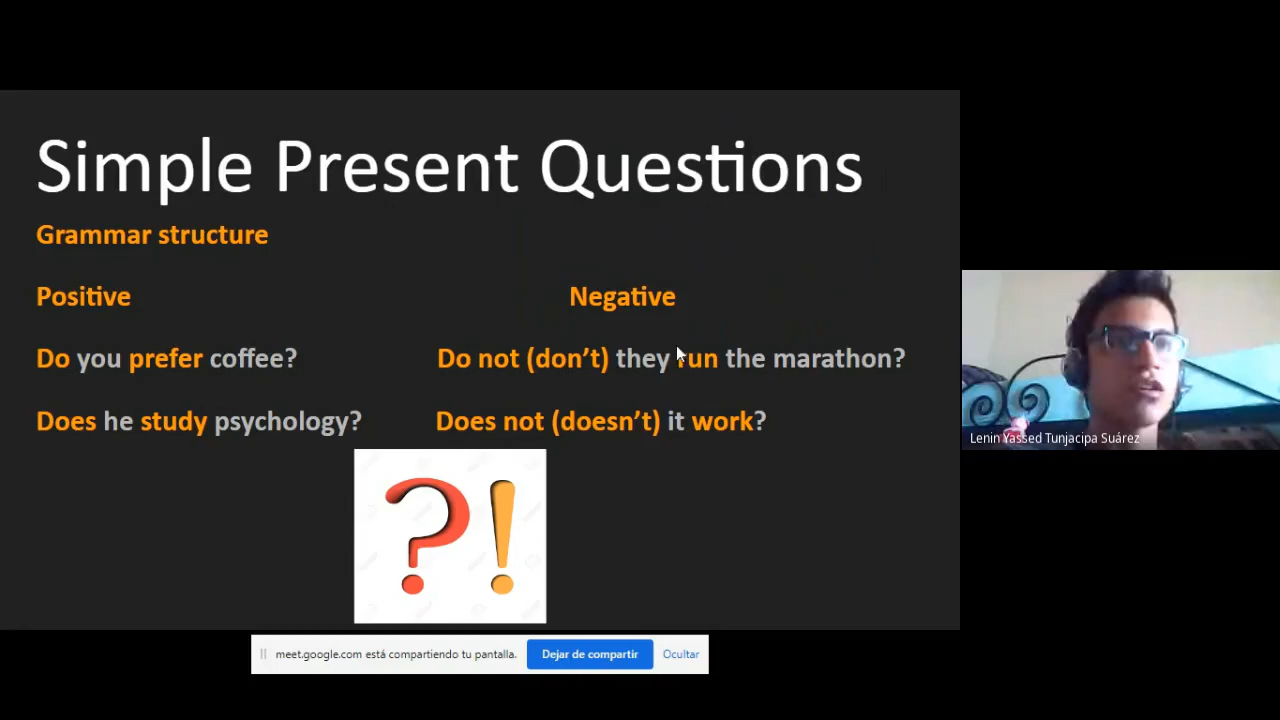 Simple Present Questions
Grammar structure
Positive
Negative
Do you prefer coffee?
Do not (don’t) they run the marathon?
Does he study psychology?
Does not (doesn’t) it work?
?!
Lenin Yassed Tunjacipa Suárez
meet.google.com está compartiendo tu pantalla.
Dejar de compartir
Ocultar